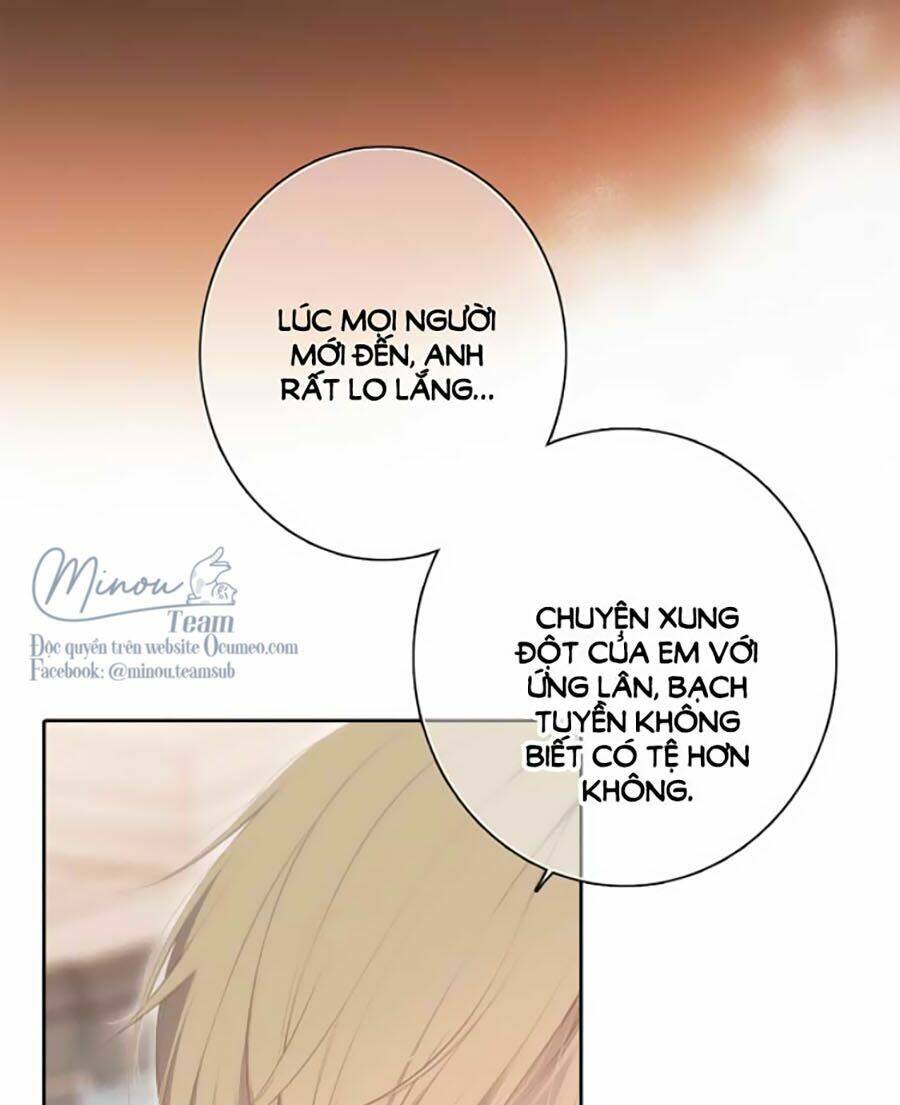 LÚC MỌI NGƯỜI
MỚI ĐẾN, ANH
RẤT LO LẮNG...
CHUYỆN XUNG
ĐỘT CỦA EM VỚI
ỨNG LÂN, BẠCH
TUYỀN KHÔNG
BIẾT CÓ TỆ HƠN
KHÔNG.
Minou
Team
Độc quyền trên website Ocumeo.com
Facebook: @minou.teamsub